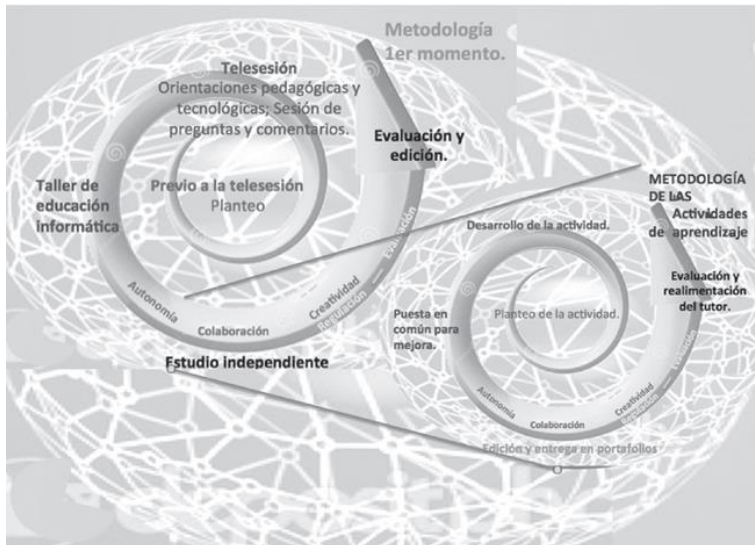 Metodología
1er momento.
Telesesión
Orientaciones pedagógicas y
tecnológicas; Sesión de
preguntas y comentarios.
Evaluación y
edición.
Taller de
educación
informática
Previo a la telesesión
Planteo
Autonomía
Colaboración
Creatividad
Regulación — Evaluación
Estudio independiente
METODOLOGÍA
DE LAS
Actividades
de aprendizaje
Desarrollo de la actividad.
Evaluación y
realimentación
del tutor.
Puesta en
común para
mejora.
Planteo de la actividad.
Autonomía
Colaboración
Creatividad
Regulación — Evaluación
Edición y entrega en portafolios